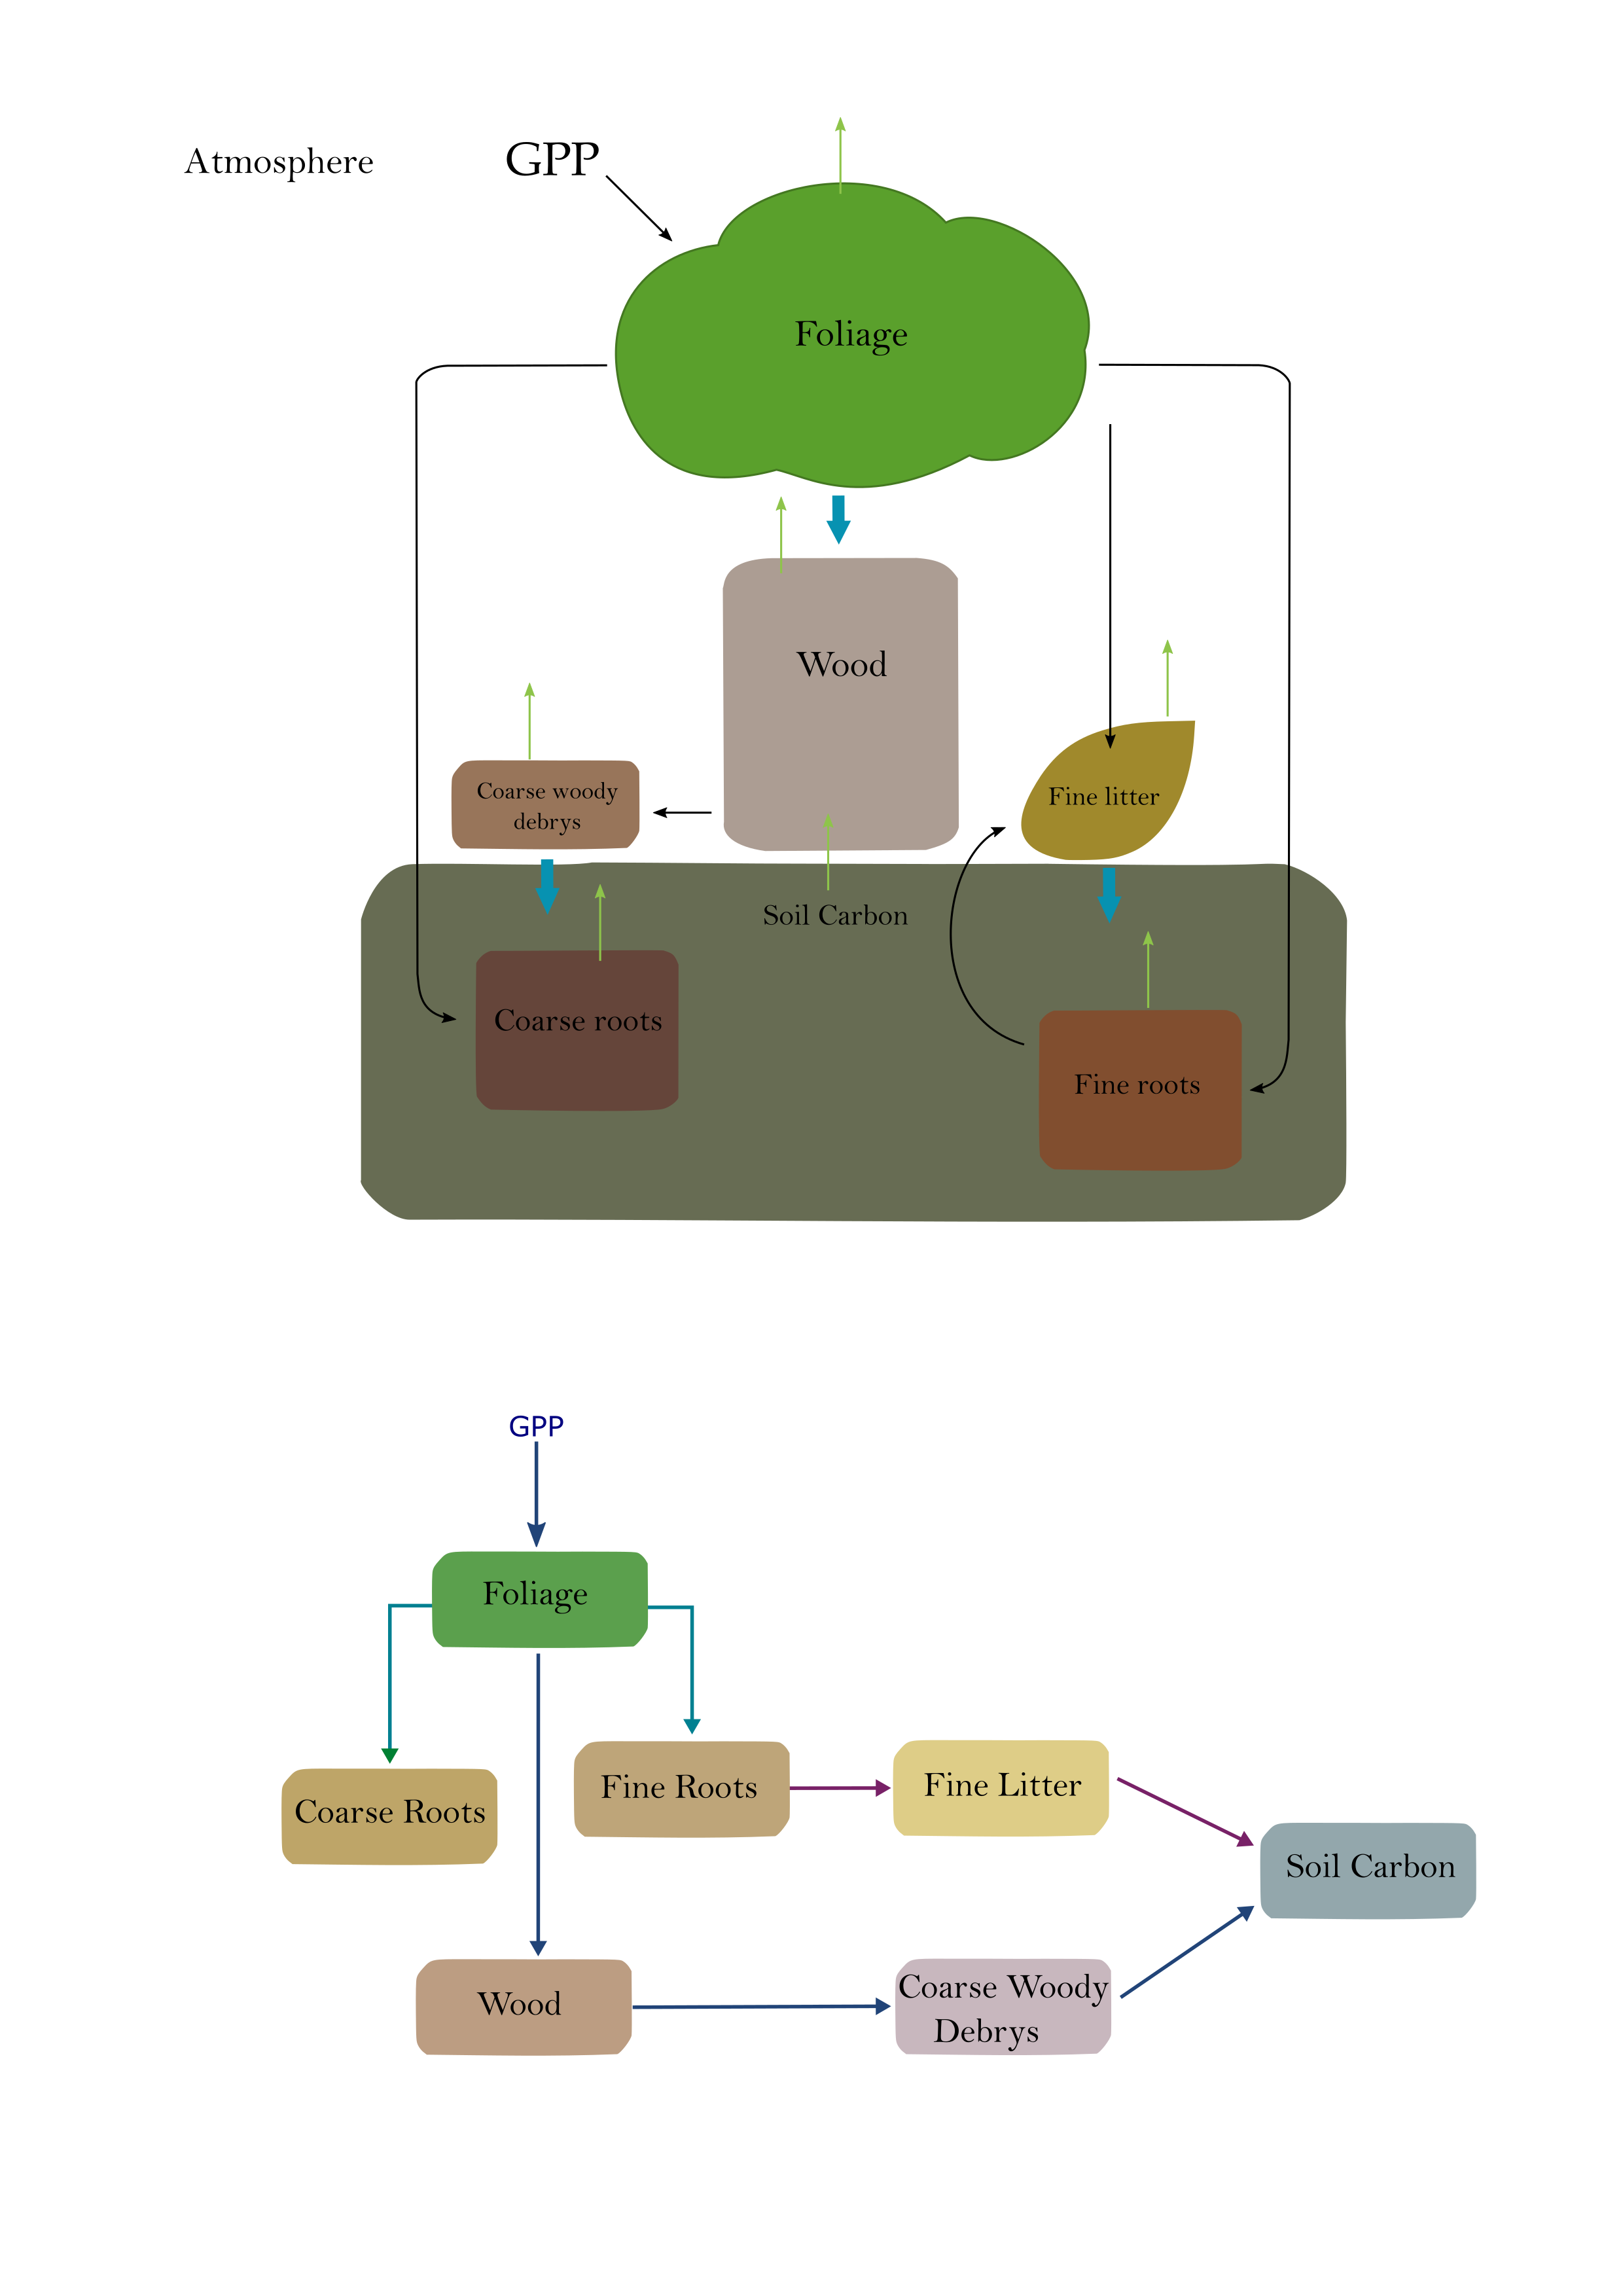 Atmosphere
GPP
Foliage
Wood
Coarse woody
debrys
Fine litter
Soil Carbon
Coarse roots
Fine roots
GPP
Foliage
Fine Roots
Fine Litter
Coarse Roots
Soil Carbon
Wood
Coarse Woody
Debrys